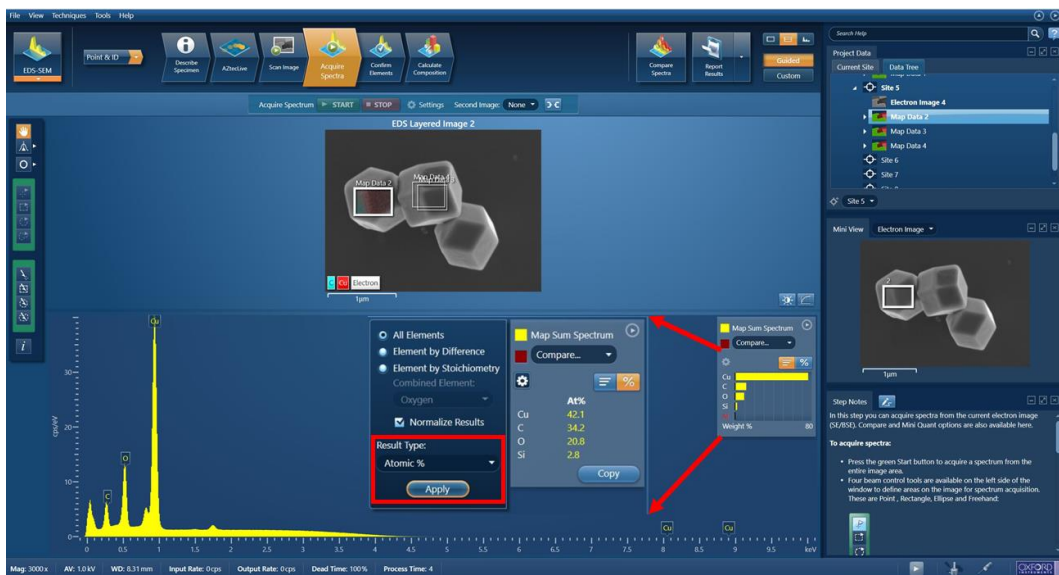 File View Techniques Tools Help
EDS-SEM
Point & ID
Describe Specimen
AZtecLive
Scan Image
Acquire Spectra
Confirm Elements
Calculate Composition
Compare Spectra
Report Results
Guided
Custom
Acquire Spectrum START STOP Settings Second Image: None
EDS Layered Image 2
Map Data 2
C Cu Electron
1µm
Search Help
Project Data
Current Site Data Tree
Site 5
Electron Image 4
Map Data 2
Map Data 3
Map Data 4
Site 6
Site 7
Site 5
Mini View Electron Image
2
1µm
Step Notes
In this step you can acquire spectra from the current electron image
(SE/BSE). Compare and Mini Quant options are also available here.
To acquire spectra:
• Press the green Start button to acquire a spectrum from the
entire image area.
• Four beam control tools are available on the left side of the
window to define areas on the image for spectrum acquisition.
These are Point , Rectangle, Ellipse and Freehand:
cps/eV
30
20
10
0
C
O
Cu
Cu
Cu
0 0.5 1 1.5 2 2.5 3 3.5 4 4.5 5 5.5 6 6.5 7 7.5 8 8.5 9 9.5 keV
All Elements
Element by Difference
Element by Stoichiometry
Combined Element:
Oxygen
Normalize Results
Result Type:
Atomic %
Apply
Map Sum Spectrum
Compare...
%
At%
Cu 42.1
C 34.2
O 20.8
Si 2.8
Copy
Map Sum Spectrum
Compare...
%
Cu
C
O
Si
Weight % 80
Mag: 3000 x AV: 1.0 kV WD: 8.31 mm Input Rate: 0 cps Output Rate: 0 cps Dead Time: 100% Process Time: 4
OXFORD
INSTRUMENTS